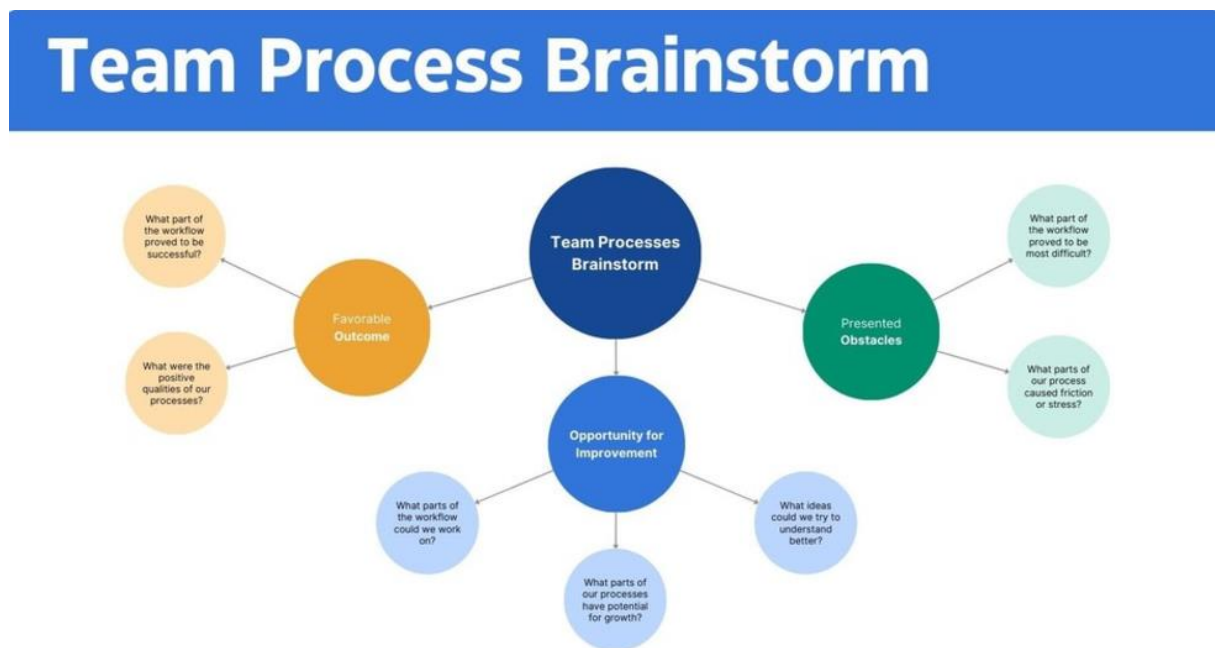 Team Process Brainstorm
Team Processes
Brainstorm
What part of
the workflow
proved to be
successful?
Favorable
Outcome
What were the
positive
qualities of our
processes?
What part of
the workflow
proved to be
most difficult?
Presented
Obstacles
What parts of
our process
caused friction
or stress?
Opportunity for
Improvement
What parts of
the workflow
could we work
on?
What parts of
our processes
have potential
for growth?
What ideas
could we try to
understand
better?